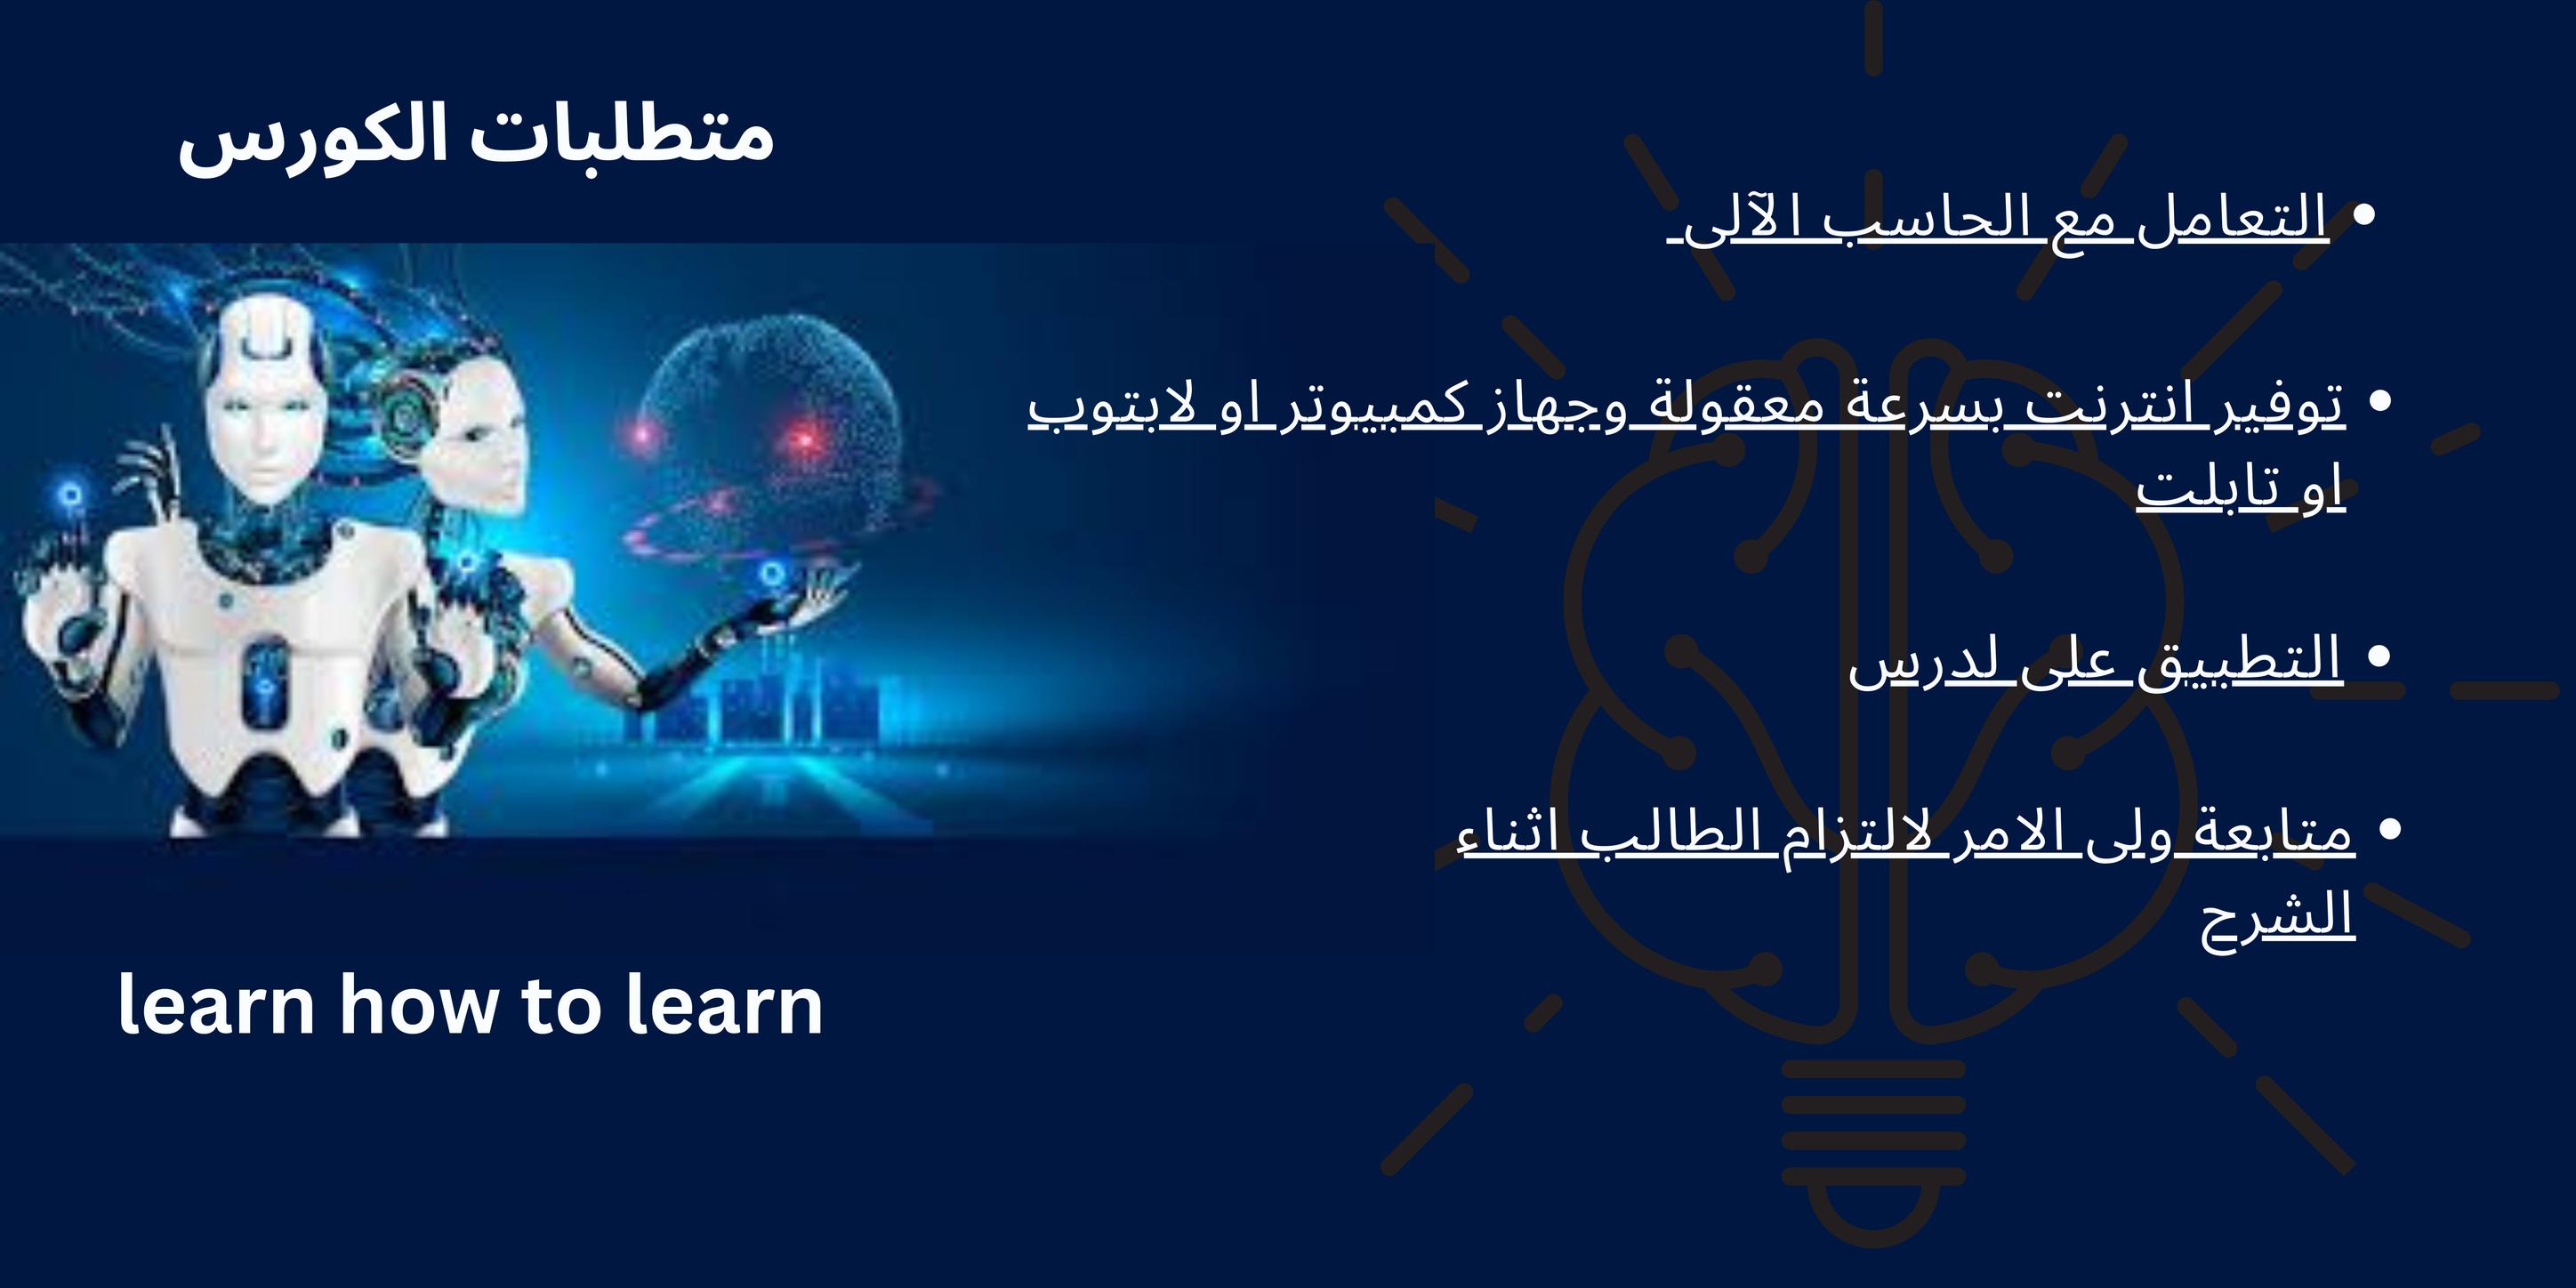 متطلبات الكورس
• التعامل مع الحاسب الآلى
• توفير انترنت بسرعة معقولة وجهاز كمبيوتر او لابتوب
او تابلت
• التطبيق على لدرس
• متابعة ولى الامر لالتزام الطالب اثناء
الشرح
learn how to learn